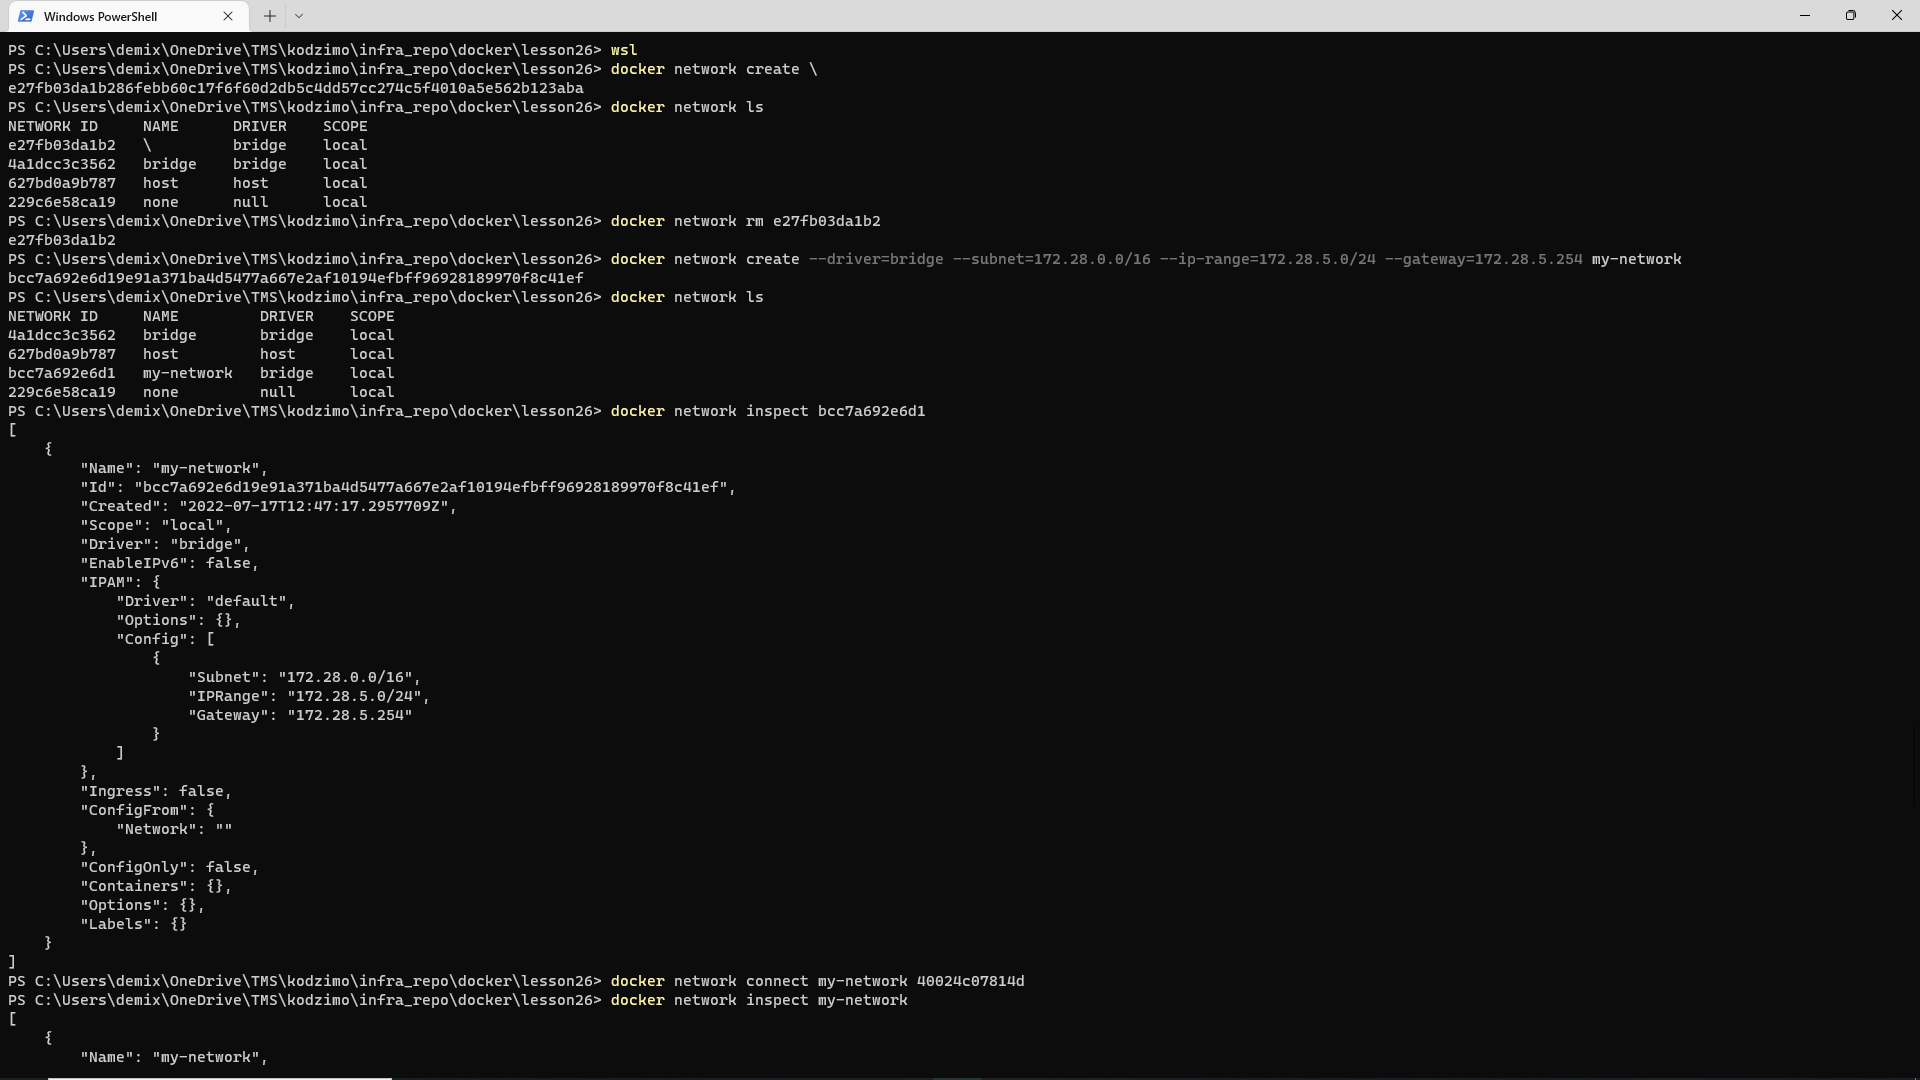 Windows PowerShell
PS C:\Users\demix\OneDrive\TMS\kodzimo\infra_repo\docker\lesson26> wsl
PS C:\Users\demix\OneDrive\TMS\kodzimo\infra_repo\docker\lesson26> docker network create \
e27fb03da1b286febb60c17f6f60d2db5c4dd57cc274c5f4010a5e562b123aba
PS C:\Users\demix\OneDrive\TMS\kodzimo\infra_repo\docker\lesson26> docker network ls
NETWORK ID     NAME      DRIVER    SCOPE
e27fb03da1b2   \         bridge    local
4a1dcc3c3562   bridge    bridge    local
627bd0a9b787   host      host      local
229c6e58ca19   none      null      local
PS C:\Users\demix\OneDrive\TMS\kodzimo\infra_repo\docker\lesson26> docker network rm e27fb03da1b2
e27fb03da1b2
PS C:\Users\demix\OneDrive\TMS\kodzimo\infra_repo\docker\lesson26> docker network create --driver=bridge --subnet=172.28.0.0/16 --ip-range=172.28.5.0/24 --gateway=172.28.5.254 my-network
bcc7a692e6d19e91a371ba4d5477a667e2af10194efbff96928189970f8c41ef
PS C:\Users\demix\OneDrive\TMS\kodzimo\infra_repo\docker\lesson26> docker network ls
NETWORK ID     NAME         DRIVER    SCOPE
4a1dcc3c3562   bridge       bridge    local
627bd0a9b787   host         host      local
bcc7a692e6d1   my-network   bridge    local
229c6e58ca19   none         null      local
PS C:\Users\demix\OneDrive\TMS\kodzimo\infra_repo\docker\lesson26> docker network inspect bcc7a692e6d1
[
    {
        "Name": "my-network",
        "Id": "bcc7a692e6d19e91a371ba4d5477a667e2af10194efbff96928189970f8c41ef",
        "Created": "2022-07-17T12:47:17.2957709Z",
        "Scope": "local",
        "Driver": "bridge",
        "EnableIPv6": false,
        "IPAM": {
            "Driver": "default",
            "Options": {},
            "Config": [
                {
                    "Subnet": "172.28.0.0/16",
                    "IPRange": "172.28.5.0/24",
                    "Gateway": "172.28.5.254"
                }
            ]
        },
        "Ingress": false,
        "ConfigFrom": {
            "Network": ""
        },
        "ConfigOnly": false,
        "Containers": {},
        "Options": {},
        "Labels": {}
    }
]
PS C:\Users\demix\OneDrive\TMS\kodzimo\infra_repo\docker\lesson26> docker network connect my-network 40024c07814d
PS C:\Users\demix\OneDrive\TMS\kodzimo\infra_repo\docker\lesson26> docker network inspect my-network
[
    {
        "Name": "my-network",